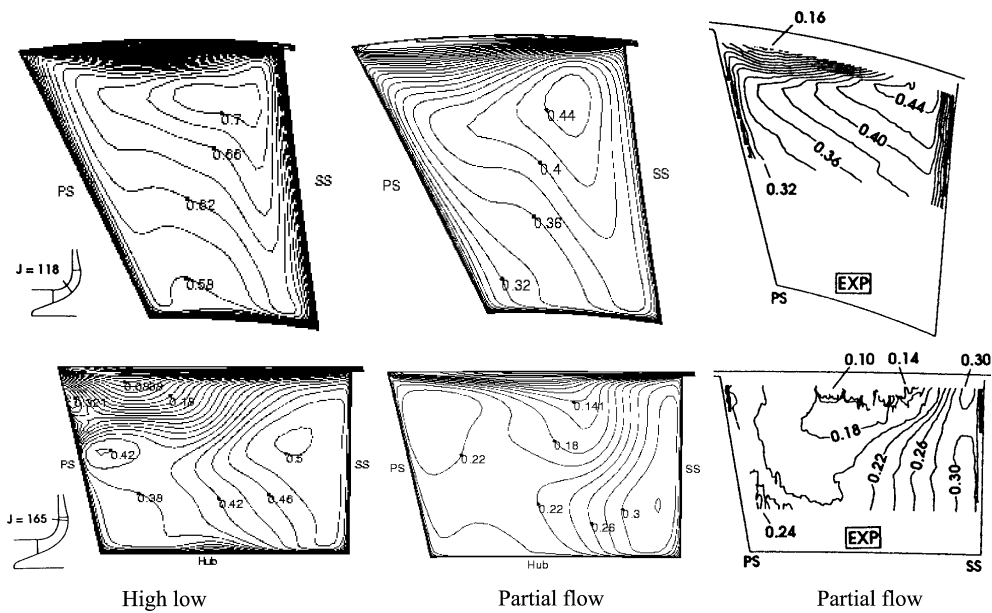 0.16
0.7
0.66
0.62
0.58
PS
SS
J = 118
0.44
0.4
0.36
0.32
PS
SS
0.44
0.40
0.36
0.32
EXP
PS
0.18
0.42
0.38
0.42
0.46
0.5
PS
SS
Hub
J = 165
0.141
0.18
0.22
0.22
0.26
0.3
PS
SS
Hub
0.10
0.14
0.30
0.18
0.22
0.26
0.30
0.24
EXP
PS
SS
High low
Partial flow
Partial flow